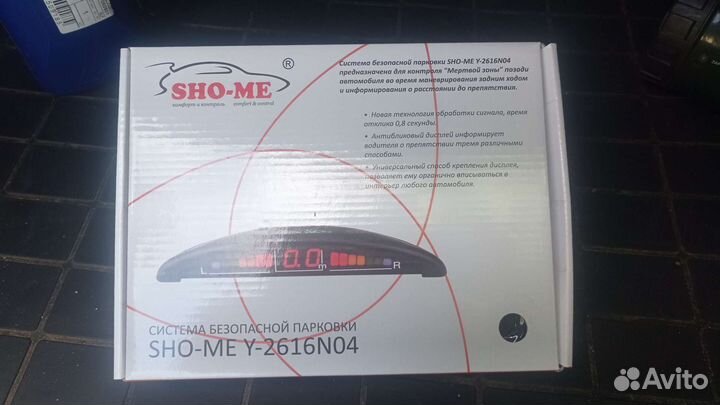 SHO-ME ®
комфорт и контроль comfort & control
Система безопасной парковки SHO-ME Y-2616N04
предназначена для контроля "Мертвой зоны" позади
автомобиля во время маневрирования задним ходом
и информирования о расстоянии до препятствия.
• Новая технология обработки сигнала, время
отклика 0,8 секунды.
• Антибликовый дисплей информирует
водителя о препятствии тремя различными
способами.
• Универсальный способ крепления дисплея,
позволяет ему органично вписываться в
интерьер любого автомобиля.
L 0.0 m R
СИСТЕМА БЕЗОПАСНОЙ ПАРКОВКИ
SHO-ME Y-2616N04
Avito